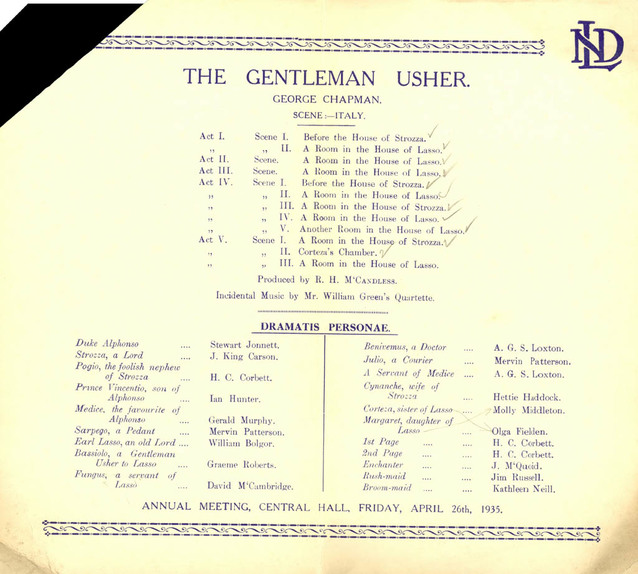 NLD
THE GENTLEMAN USHER.
GEORGE CHAPMAN.
SCENE:—ITALY.
Act I. Scene I. Before the House of Strozza.
„ „ II. A Room in the House of Lasso.
Act II. Scene. A Room in the House of Lasso.
Act III. Scene. A Room in the House of Lasso.
Act IV. Scene I. Before the House of Strozza.
„ „ II. A Room in the House of Lasso.
„ „ III. A Room in the House of Strozza.
„ „ IV. A Room in the House of Lasso.
„ „ V. Another Room in the House of Lasso.
Act V. Scene I. A Room in the House of Strozza.
„ „ II. Corteza's Chamber.
„ „ III. A Room in the House of Lasso.
Produced by R. H. M'CANDLESS.
Incidental Music by Mr. William Green's Quartette.
DRAMATIS PERSONAE.
Duke Alphonso .... Stewart Jonnett.
Strozza, a Lord .... J. King Carson.
Pogio, the foolish nephew
of Strozza .... H. C. Corbett.
Prince Vincentio, son of
Alphonso .... Ian Hunter.
Medice, the favourite of
Alphonso .... Gerald Murphy.
Sarpego, a Pedant .... Mervin Patterson.
Earl Lasso, an old Lord .... William Bolgor.
Bassiolo, a Gentleman
Usher to Lasso .... Graeme Roberts.
Fungus, a servant of
Lasso .... David M'Cambridge.
Benivemus, a Doctor .... A. G. S. Loxton.
Julio, a Courier .... Mervin Patterson.
A Servant of Medice .... A. G. S. Loxton.
Cynanche, wife of
Strozza .... Hettie Haddock.
Corteza, sister of Lasso Molly Middleton.
Margaret, daughter of
Lasso .... Olga Fielden.
1st Page .... .... H. C. Corbett.
2nd Page .... .... H. C. Corbett.
Enchanter .... .... J. M'Quoid.
Rush-maid .... .... Jim Russell.
Broom-maid .... .... Kathleen Neill.
ANNUAL MEETING, CENTRAL HALL, FRIDAY, APRIL 26th, 1935.